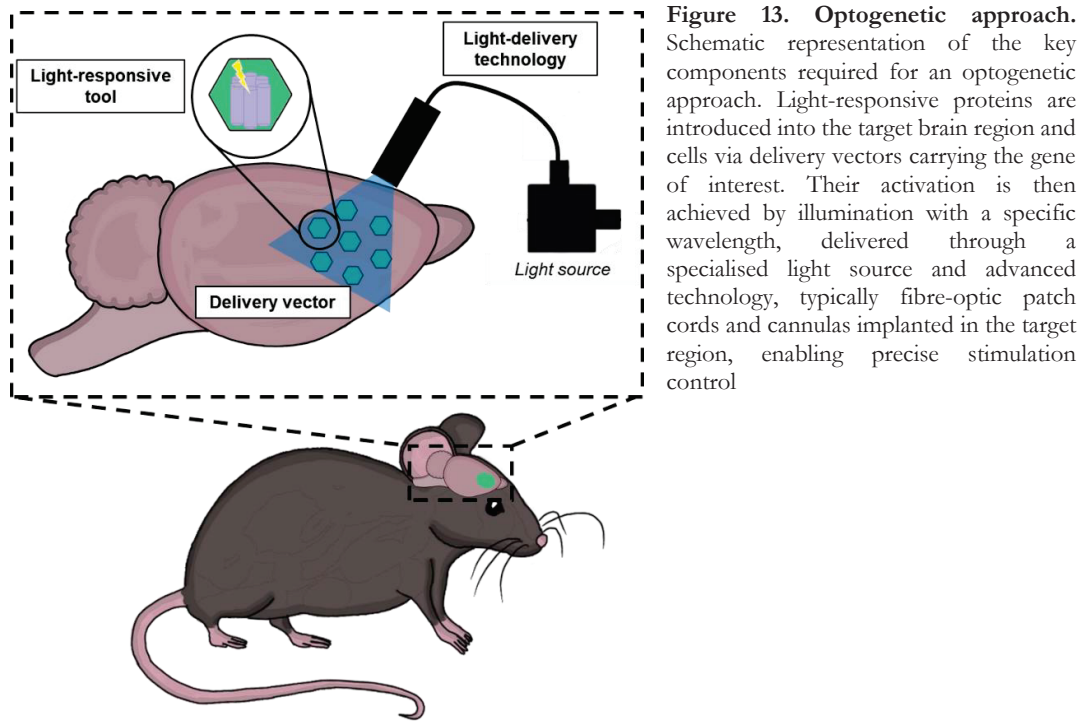 Light-responsive
tool
Light-delivery
technology
Light source
Delivery vector
Figure 13. Optogenetic approach.
Schematic representation of the key
components required for an optogenetic
approach. Light-responsive proteins are
introduced into the target brain region and
cells via delivery vectors carrying the gene
of interest. Their activation is then
achieved by illumination with a specific
wavelength, delivered through a
specialised light source and advanced
technology, typically fibre-optic patch
cords and cannulas implanted in the target
region, enabling precise stimulation
control